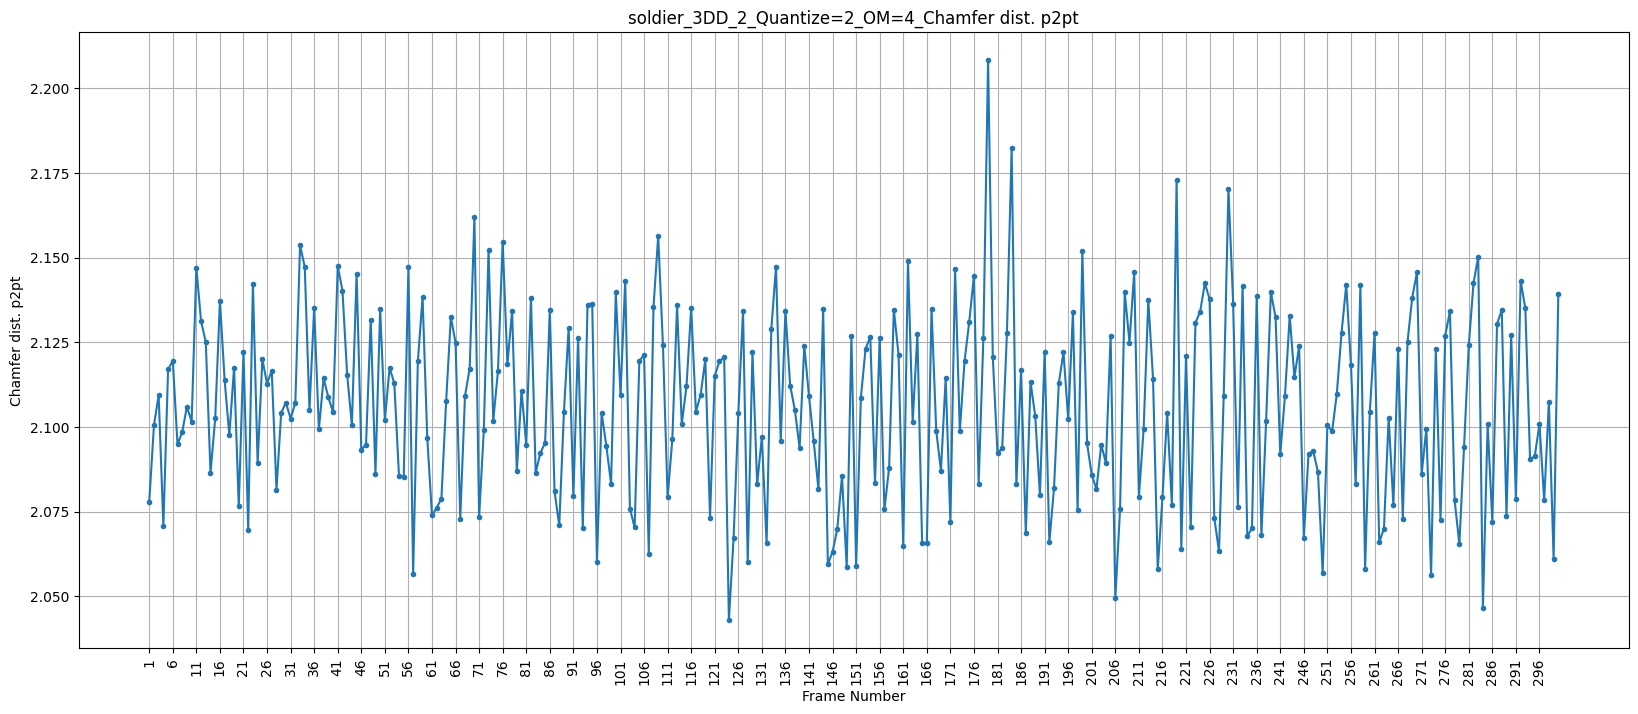 soldier_3DD_2_Quantize=2_OM=4_Chamfer dist. p2pt
2.200
2.175
2.150
2.125
2.100
2.075
2.050
Chamfer dist. p2pt
1 6 11 16 21 26 31 36 41 46 51 56 61 66 71 76 81 86 91 96 101 106 111 116 121 126 131 136 141 146 151 156 161 166 171 176 181 186 191 196 201 206 211 216 221 226 231 236 241 246 251 256 261 266 271 276 281 286 291 296
Frame Number